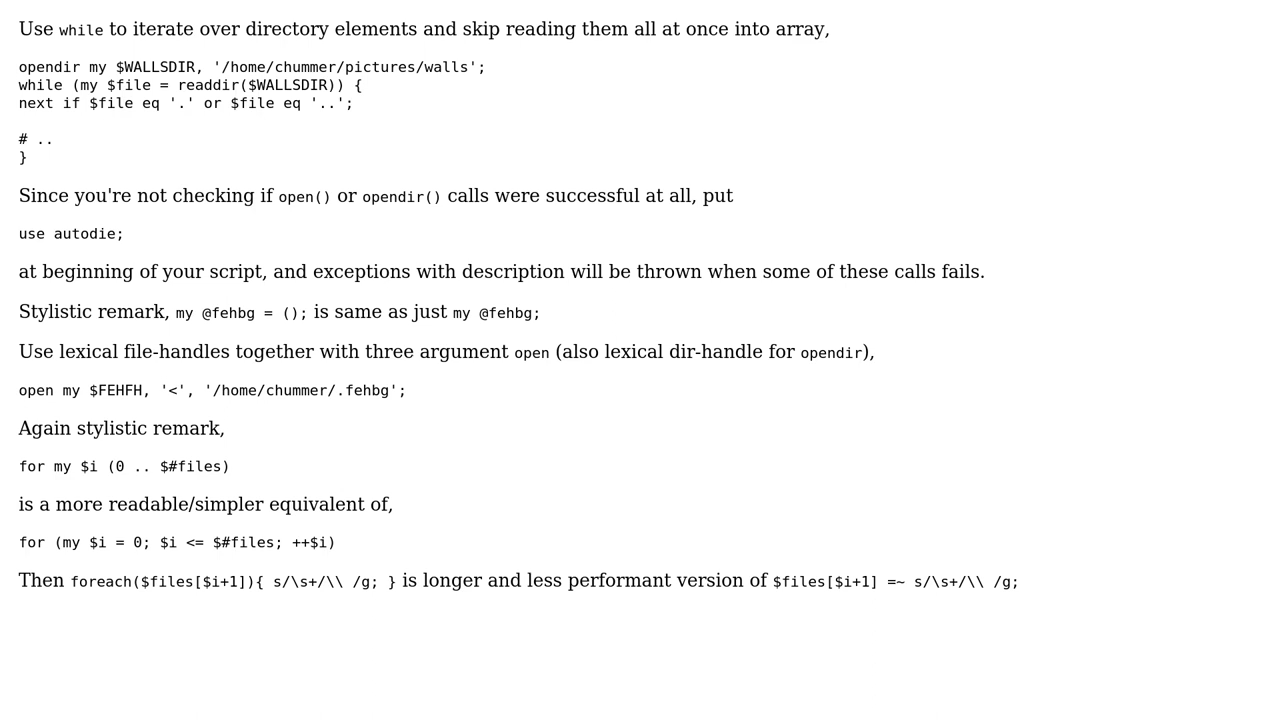 Use while to iterate over directory elements and skip reading them all at once into array,
opendir my $WALLSDIR, '/home/chummer/pictures/walls';
while (my $file = readdir($WALLSDIR)) {
next if $file eq '.' or $file eq '..';
# ..
}
Since you're not checking if open() or opendir() calls were successful at all, put
use autodie;
at beginning of your script, and exceptions with description will be thrown when some of these calls fails.
Stylistic remark, my @fehbg = (); is same as just my @fehbg;
Use lexical file-handles together with three argument open (also lexical dir-handle for opendir),
open my $FEHFH, '<', '/home/chummer/.fehbg';
Again stylistic remark,
for my $i (0 .. $#files)
is a more readable/simpler equivalent of,
for (my $i = 0; $i <= $#files; ++$i)
Then foreach($files[$i+1]){ s/\s+/\\ /g; } is longer and less performant version of $files[$i+1] =~ s/\s+/\\ /g;